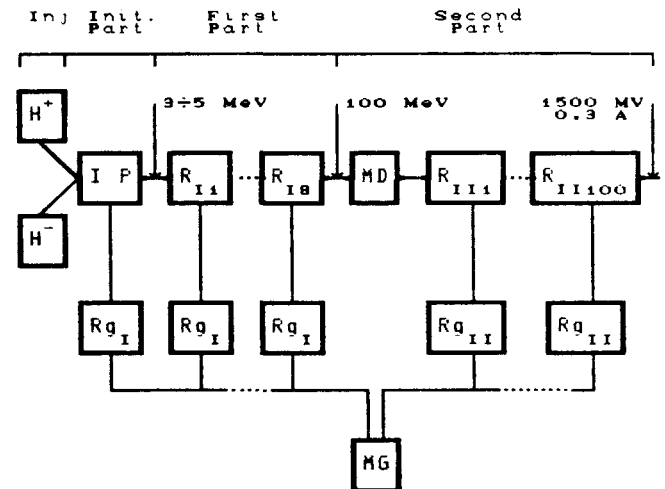 Inj Init. First Second
Part. Part Part
3÷5 MeV 100 MeV 1500 MV
0.3 A
H+
I P R I1 R I8 MD R II1 R II100
H−
Rg I Rg I Rg I Rg II Rg II
MG